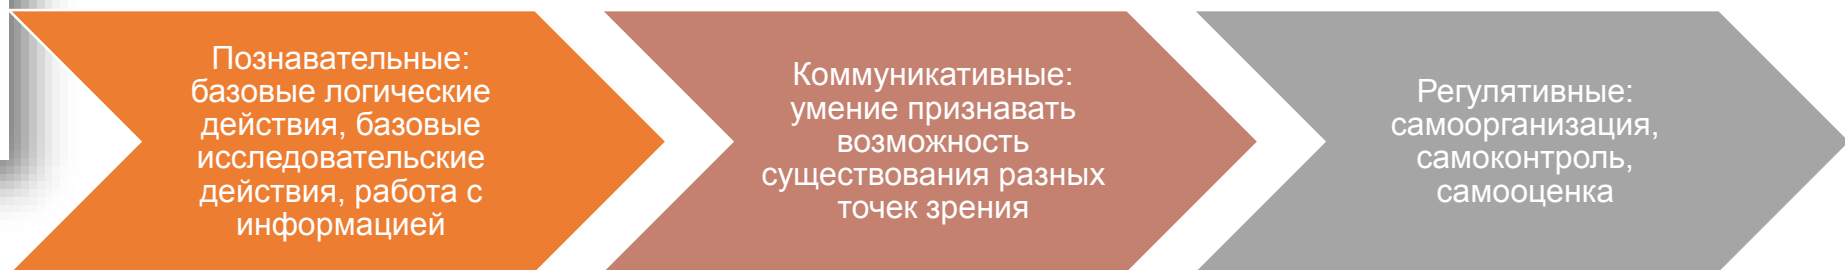 Познавательные:
базовые логические
действия, базовые
исследовательские
действия, работа с
информацией
Коммуникативные:
умение признавать
возможность
существования разных
точек зрения
Регулятивные:
самоорганизация,
самоконтроль,
самооценка